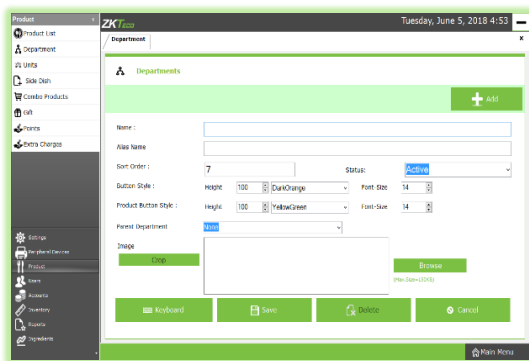 Product
ZKTeco
Tuesday, June 5, 2018 4:53
Product List
Department
Units
Side Dish
Combo Products
Gift
Points
Extra Charges
Department
x
Departments
Add
Name :
Alias Name
Sort Order :
7
Status:
Active
Button Style :
Height
100
DarkOrange
Font-Size
14
Product Button Style :
Height
100
YellowGreen
Font-Size
14
Parent Department
None
Image
Crop
Browse
(Max.Size=150KB)
Keyboard
Save
Delete
Cancel
Settings
Peripheral Devices
Product
Users
Accounts
Inventory
Reports
Ingredients
Main Menu